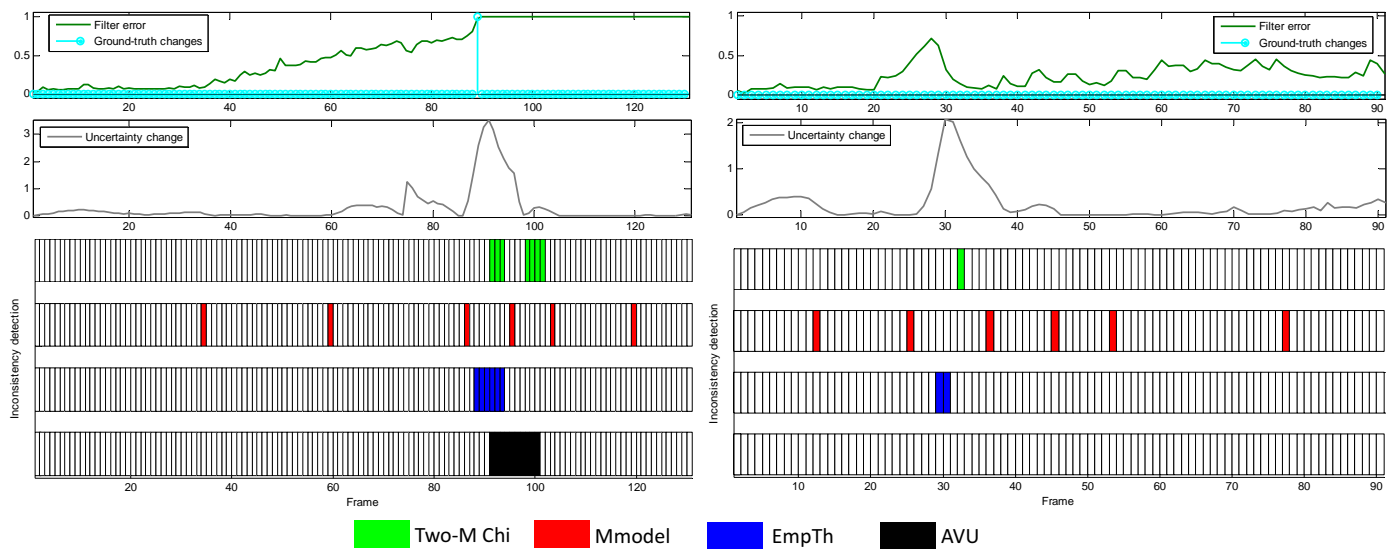 1
0.5
0
Filter error
Ground-truth changes
20 40 60 80 100 120
3
2
1
0
Uncertainty change
20 40 60 80 100 120
Inconsistency detection
20 40 60 80 100 120
Frame
1
0.5
0
Filter error
Ground-truth changes
10 20 30 40 50 60 70 80 90
2
1
0
Uncertainty change
10 20 30 40 50 60 70 80 90
Inconsistency detection
10 20 30 40 50 60 70 80 90
Frame
Two-M Chi Mmodel EmpTh AVU